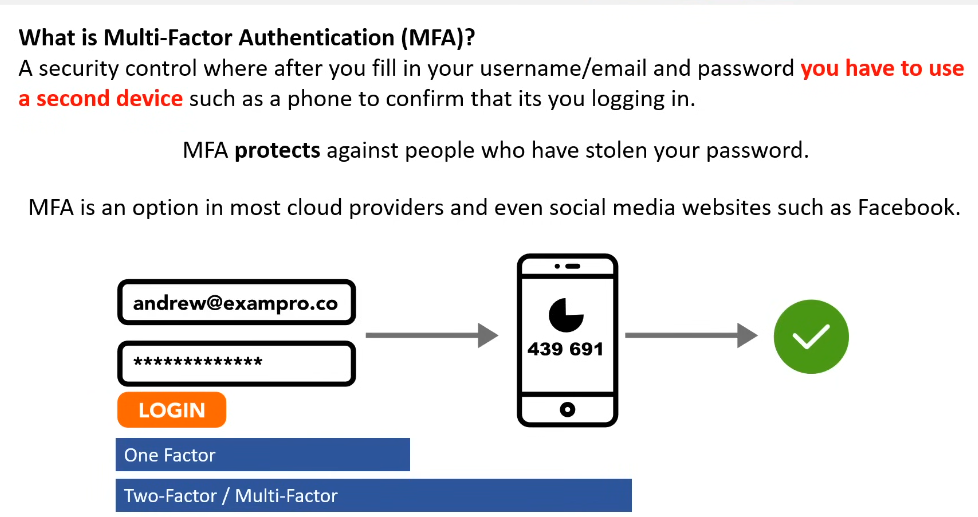 What is Multi-Factor Authentication (MFA)?
A security control where after you fill in your username/email and password you have to use
a second device such as a phone to confirm that its you logging in.
MFA protects against people who have stolen your password.
MFA is an option in most cloud providers and even social media websites such as Facebook.
andrew@exampro.co
*************
LOGIN
439 691
One Factor
Two-Factor / Multi-Factor